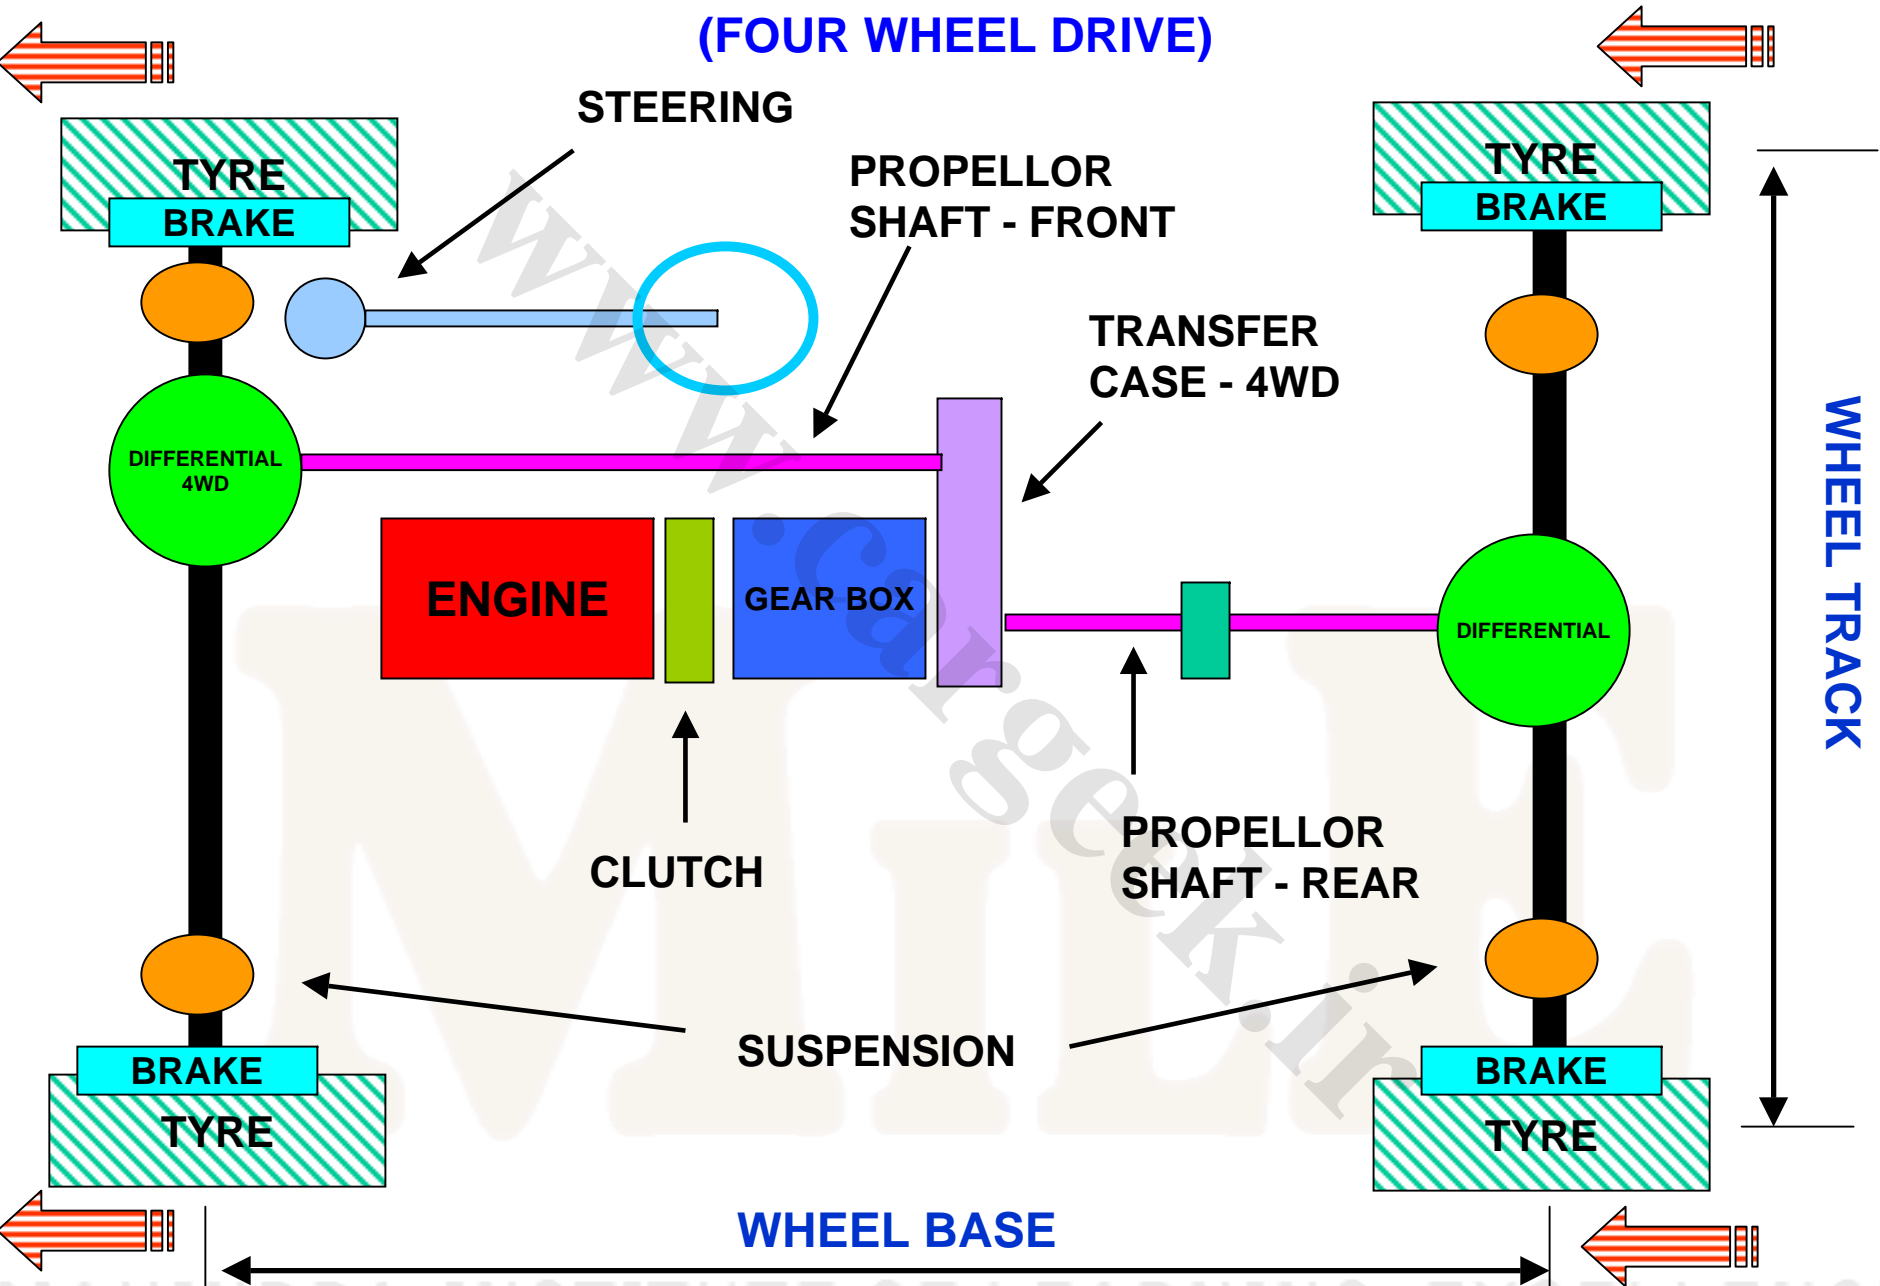 (FOUR WHEEL DRIVE)
STEERING
TYRE
BRAKE
PROPELLOR
SHAFT - FRONT
TYRE
BRAKE
TRANSFER
CASE - 4WD
DIFFERENTIAL
4WD
ENGINE
GEAR BOX
DIFFERENTIAL
WHEEL TRACK
CLUTCH
PROPELLOR
SHAFT - REAR
SUSPENSION
BRAKE
TYRE
BRAKE
TYRE
WHEEL BASE
www.cargeek.in
MILE